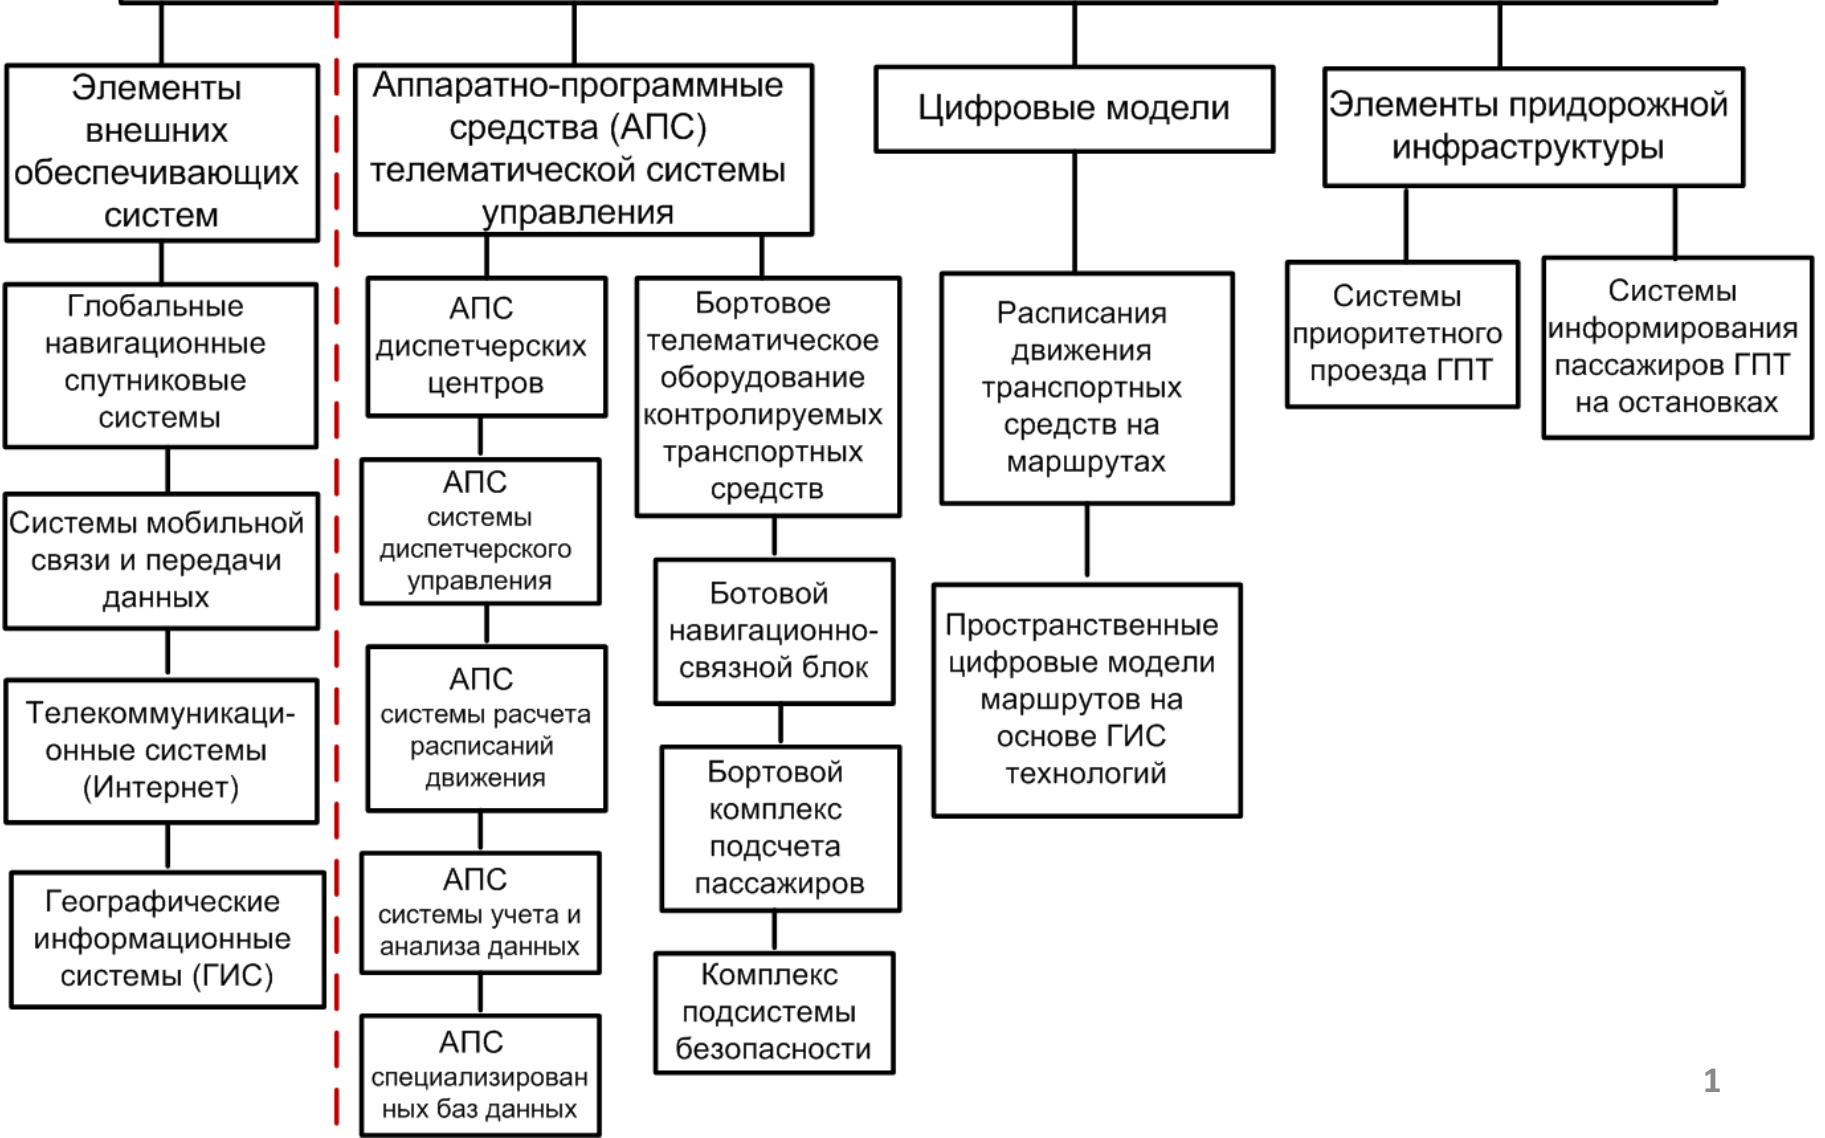 Элементы
внешних
обеспечивающих
систем
Глобальные
навигационные
спутниковые
системы
Системы мобильной
связи и передачи
данных
Телекоммуникаци-
онные системы
(Интернет)
Географические
информационные
системы (ГИС)
Аппаратно-программные
средства (АПС)
телематической системы
управления
АПС
диспетчерских
центров
АПС
системы
диспетчерского
управления
АПС
системы расчета
расписаний
движения
АПС
системы учета и
анализа данных
АПС
специализирован
ных баз данных
Бортовое
телематическое
оборудование
контролируемых
транспортных
средств
Ботовой
навигационно-
связной блок
Бортовой
комплекс
подсчета
пассажиров
Комплекс
подсистемы
безопасности
Цифровые модели
Расписания
движения
транспортных
средств на
маршрутах
Пространственные
цифровые модели
маршрутов на
основе ГИС
технологий
Элементы придорожной
инфраструктуры
Системы
приоритетного
проезда ГПТ
Системы
информирования
пассажиров ГПТ
на остановках
1